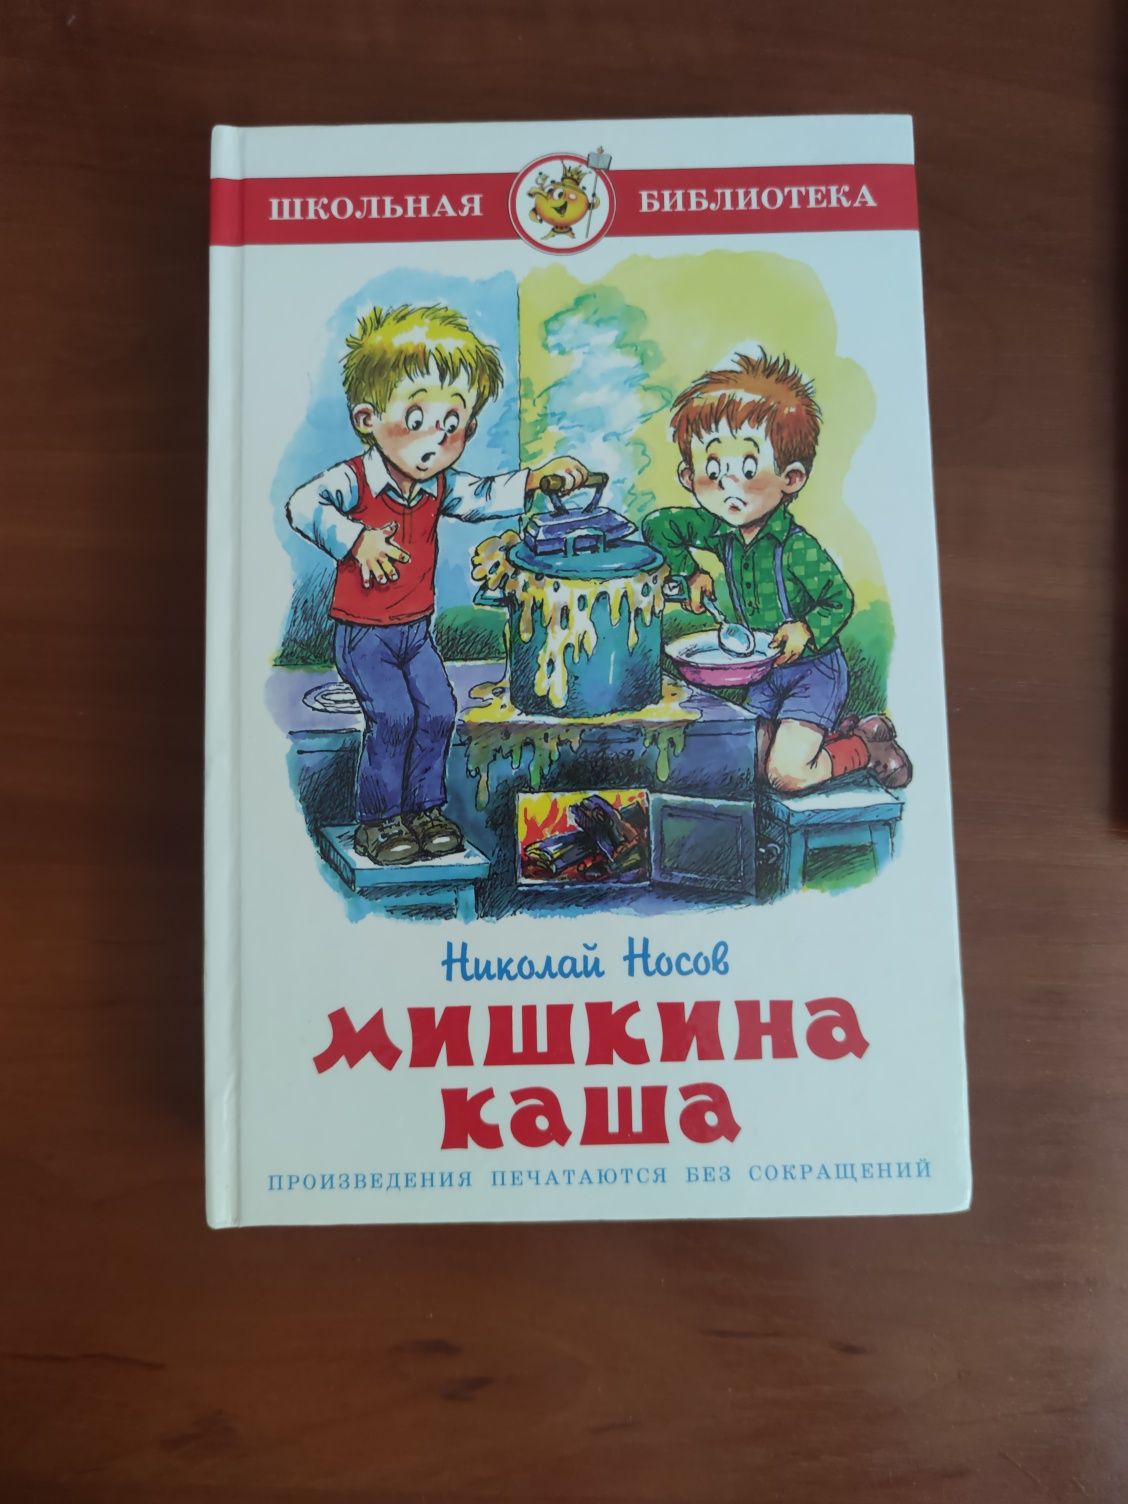 ШКОЛЬНАЯ БИБЛИОТЕКА
Николай Носов
МИШКИНА
КАША
ПРОИЗВЕДЕНИЯ ПЕЧАТАЮТСЯ БЕЗ СОКРАЩЕНИЙ